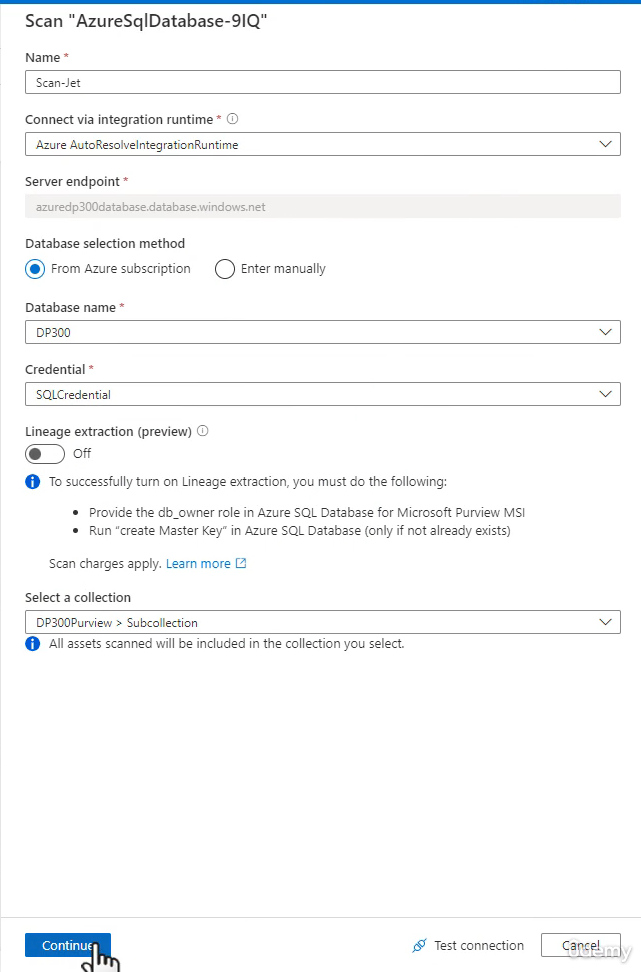 Scan "AzureSqlDatabase-9IQ"
Name *
Scan-Jet
Connect via integration runtime *
Azure AutoResolveIntegrationRuntime
Server endpoint *
azuredp300database.database.windows.net
Database selection method
From Azure subscription Enter manually
Database name *
DP300
Credential *
SQLCredential
Lineage extraction (preview)
Off
To successfully turn on Lineage extraction, you must do the following:
• Provide the db_owner role in Azure SQL Database for Microsoft Purview MSI
• Run “create Master Key” in Azure SQL Database (only if not already exists)
Scan charges apply. Learn more
Select a collection
DP300Purview > Subcollection
All assets scanned will be included in the collection you select.
Continue Test connection Cancel
Udemy